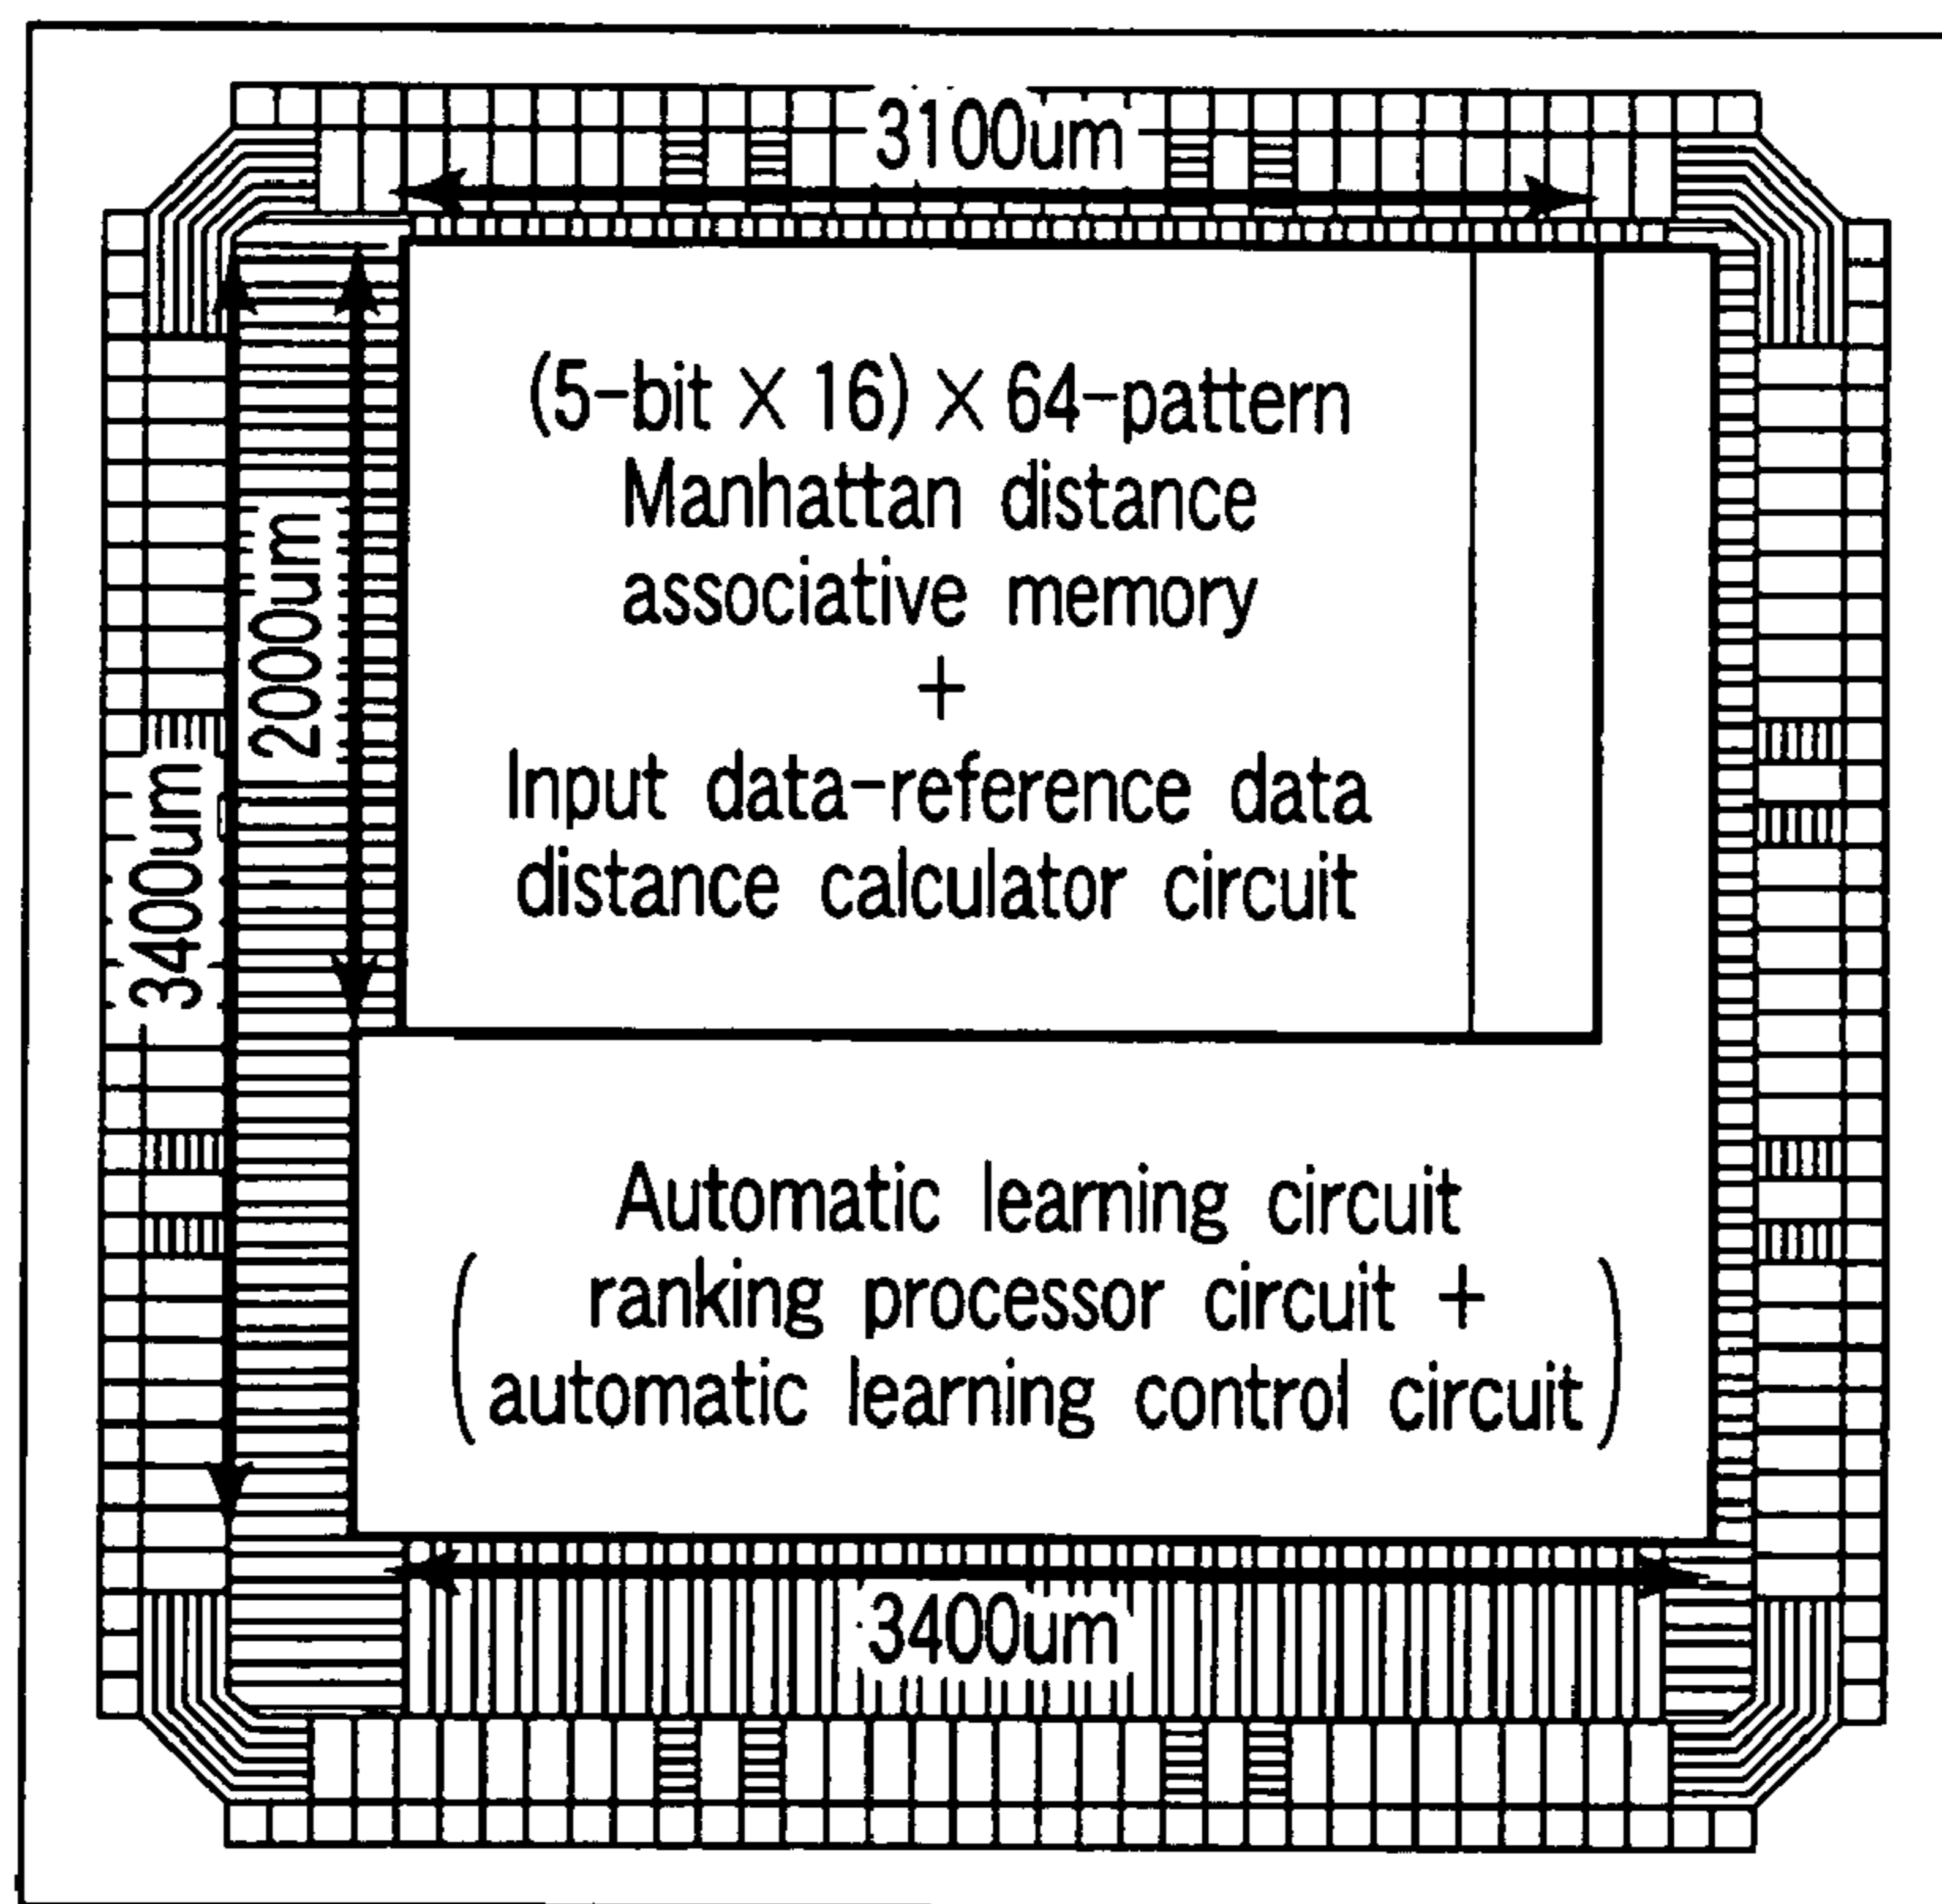 3100um
(5-bit × 16) × 64-pattern
Manhattan distance
associative memory
+
Input data-reference data
distance calculator circuit
2000um
3400um
Automatic learning circuit
(ranking processor circuit +
automatic learning control circuit)
3400um